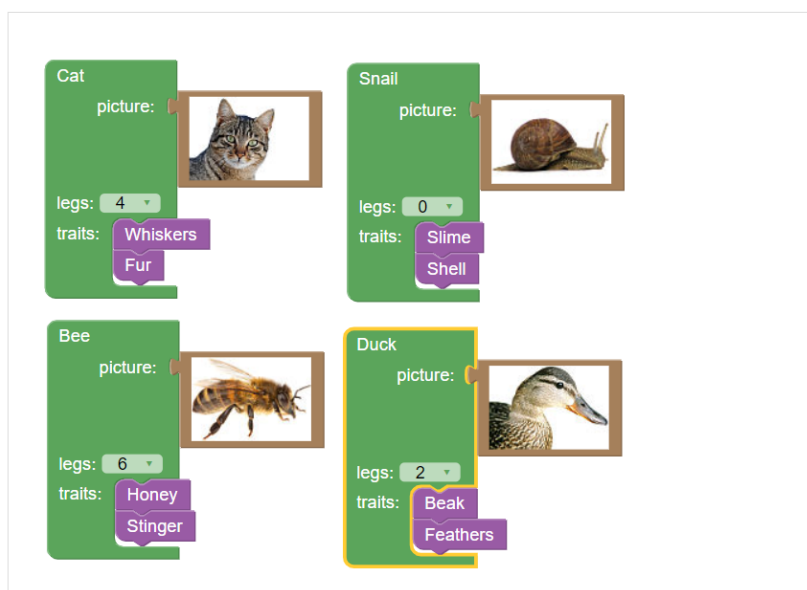 Cat
picture:
legs: 4
traits: Whiskers
Fur
Snail
picture:
legs: 0
traits: Slime
Shell
Bee
picture:
legs: 6
traits: Honey
Stinger
Duck
picture:
legs: 2
traits: Beak
Feathers